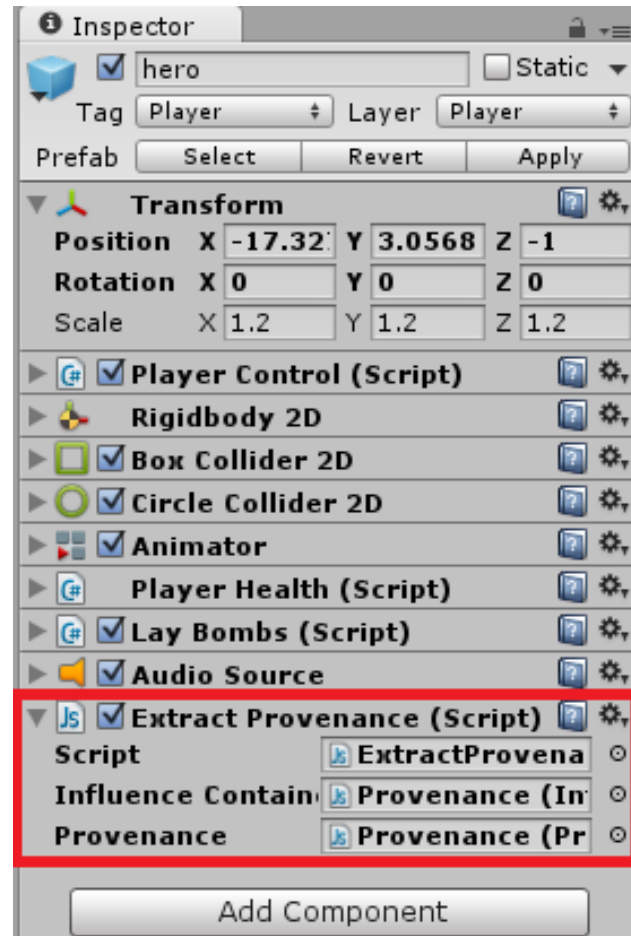 Inspector
hero Static
Tag Player Layer Player
Prefab Select Revert Apply
Transform
Position X -17.327 Y 3.0568 Z -1
Rotation X 0 Y 0 Z 0
Scale X 1.2 Y 1.2 Z 1.2
Player Control (Script)
Rigidbody 2D
Box Collider 2D
Circle Collider 2D
Animator
Player Health (Script)
Lay Bombs (Script)
Audio Source
Extract Provenance (Script)
Script ExtractProvena
Influence Contain Provenance (In
Provenance Provenance (Pr
Add Component